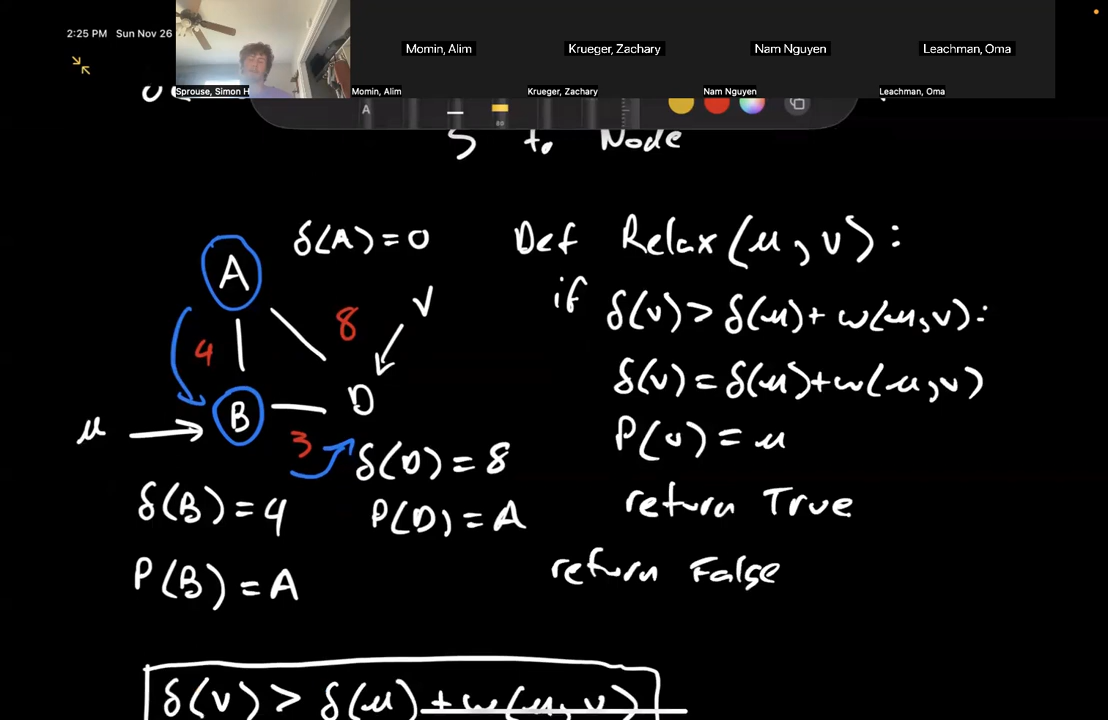 2:25 PM Sun Nov 26
Momin, Alim
Krueger, Zachary
Nam Nguyen
Leachman, Oma
Sprouse, Simon H
Momin, Alim
Krueger, Zachary
Nam Nguyen
Leachman, Oma
A
S to Node
δ(A) = 0
Def Relax(u, v):
A
if δ(v) > δ(u) + w(u, v):
8
v
4
δ(v) = δ(u) + w(u, v)
B
D
u
P(v) = u
3
δ(D) = 8
δ(B) = 4
P(D) = A
return True
P(B) = A
return False
δ(v) > δ(u) + w(u, v)